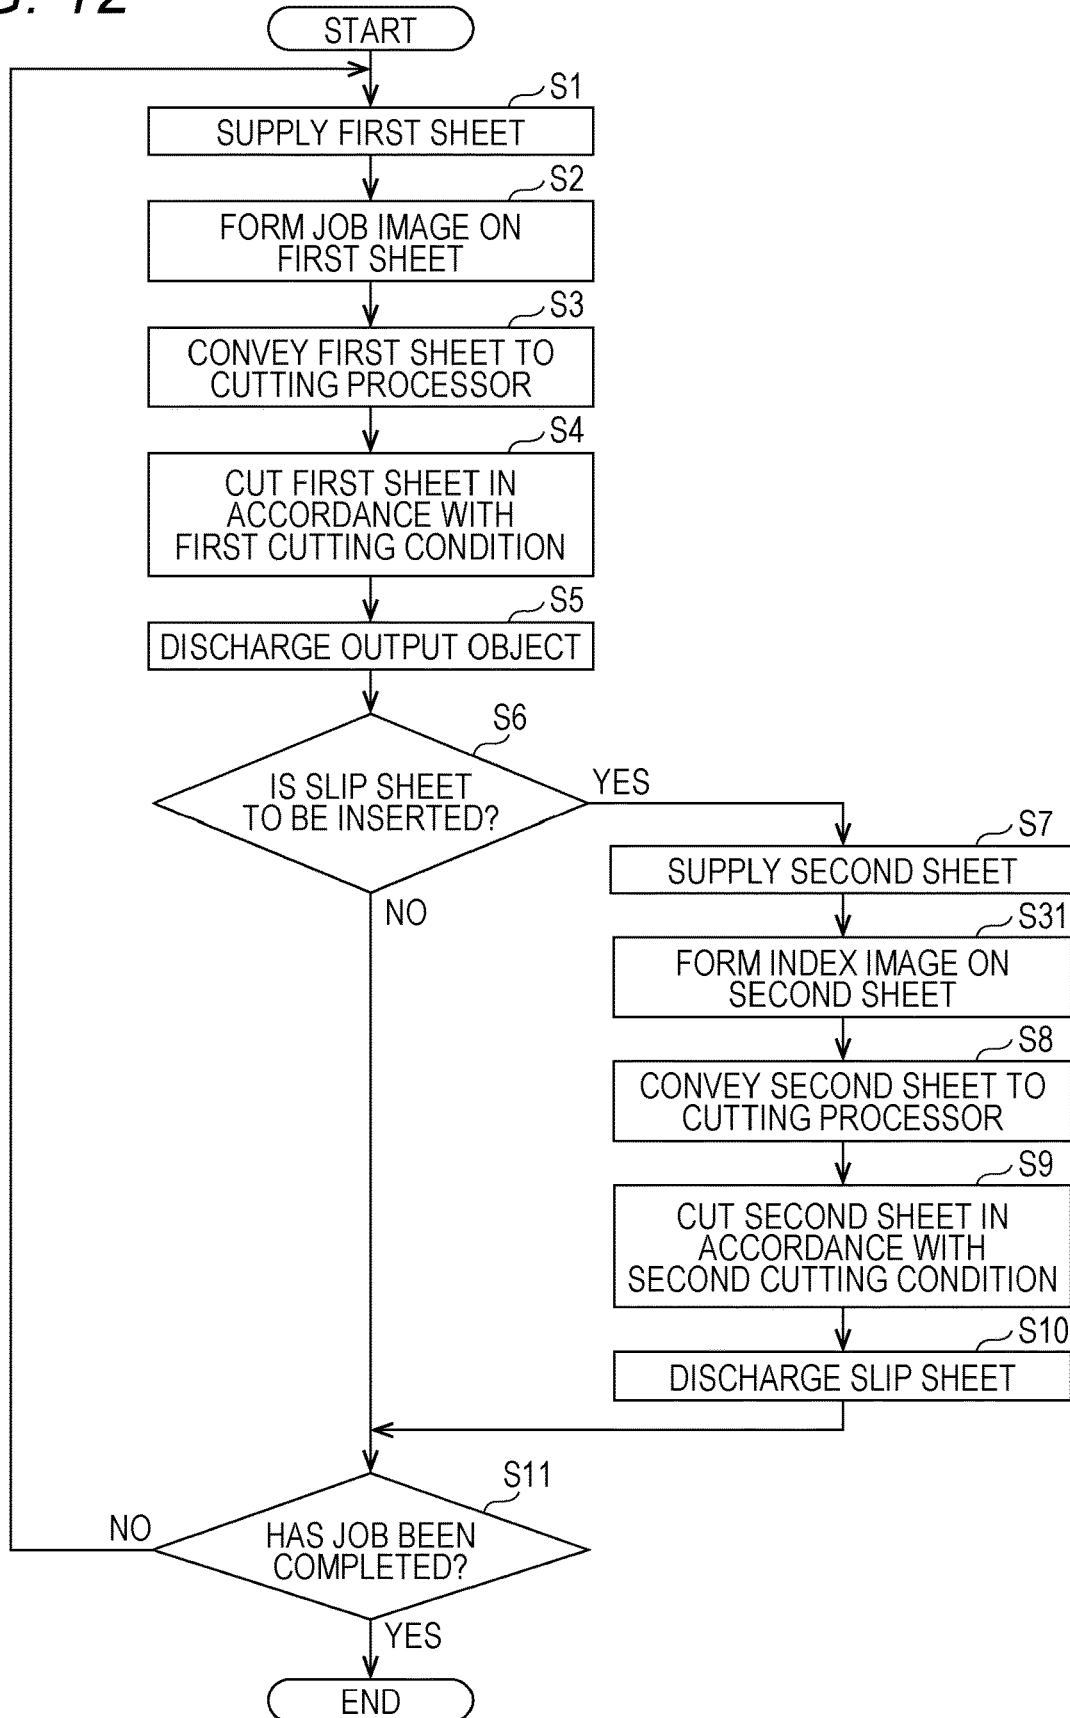 G. 12
START
S1
SUPPLY FIRST SHEET
S2
FORM JOB IMAGE ON
FIRST SHEET
S3
CONVEY FIRST SHEET TO
CUTTING PROCESSOR
S4
CUT FIRST SHEET IN
ACCORDANCE WITH
FIRST CUTTING CONDITION
S5
DISCHARGE OUTPUT OBJECT
S6
IS SLIP SHEET
TO BE INSERTED?
YES
NO
S7
SUPPLY SECOND SHEET
S31
FORM INDEX IMAGE ON
SECOND SHEET
S8
CONVEY SECOND SHEET TO
CUTTING PROCESSOR
S9
CUT SECOND SHEET IN
ACCORDANCE WITH
SECOND CUTTING CONDITION
S10
DISCHARGE SLIP SHEET
S11
HAS JOB BEEN
COMPLETED?
NO
YES
END